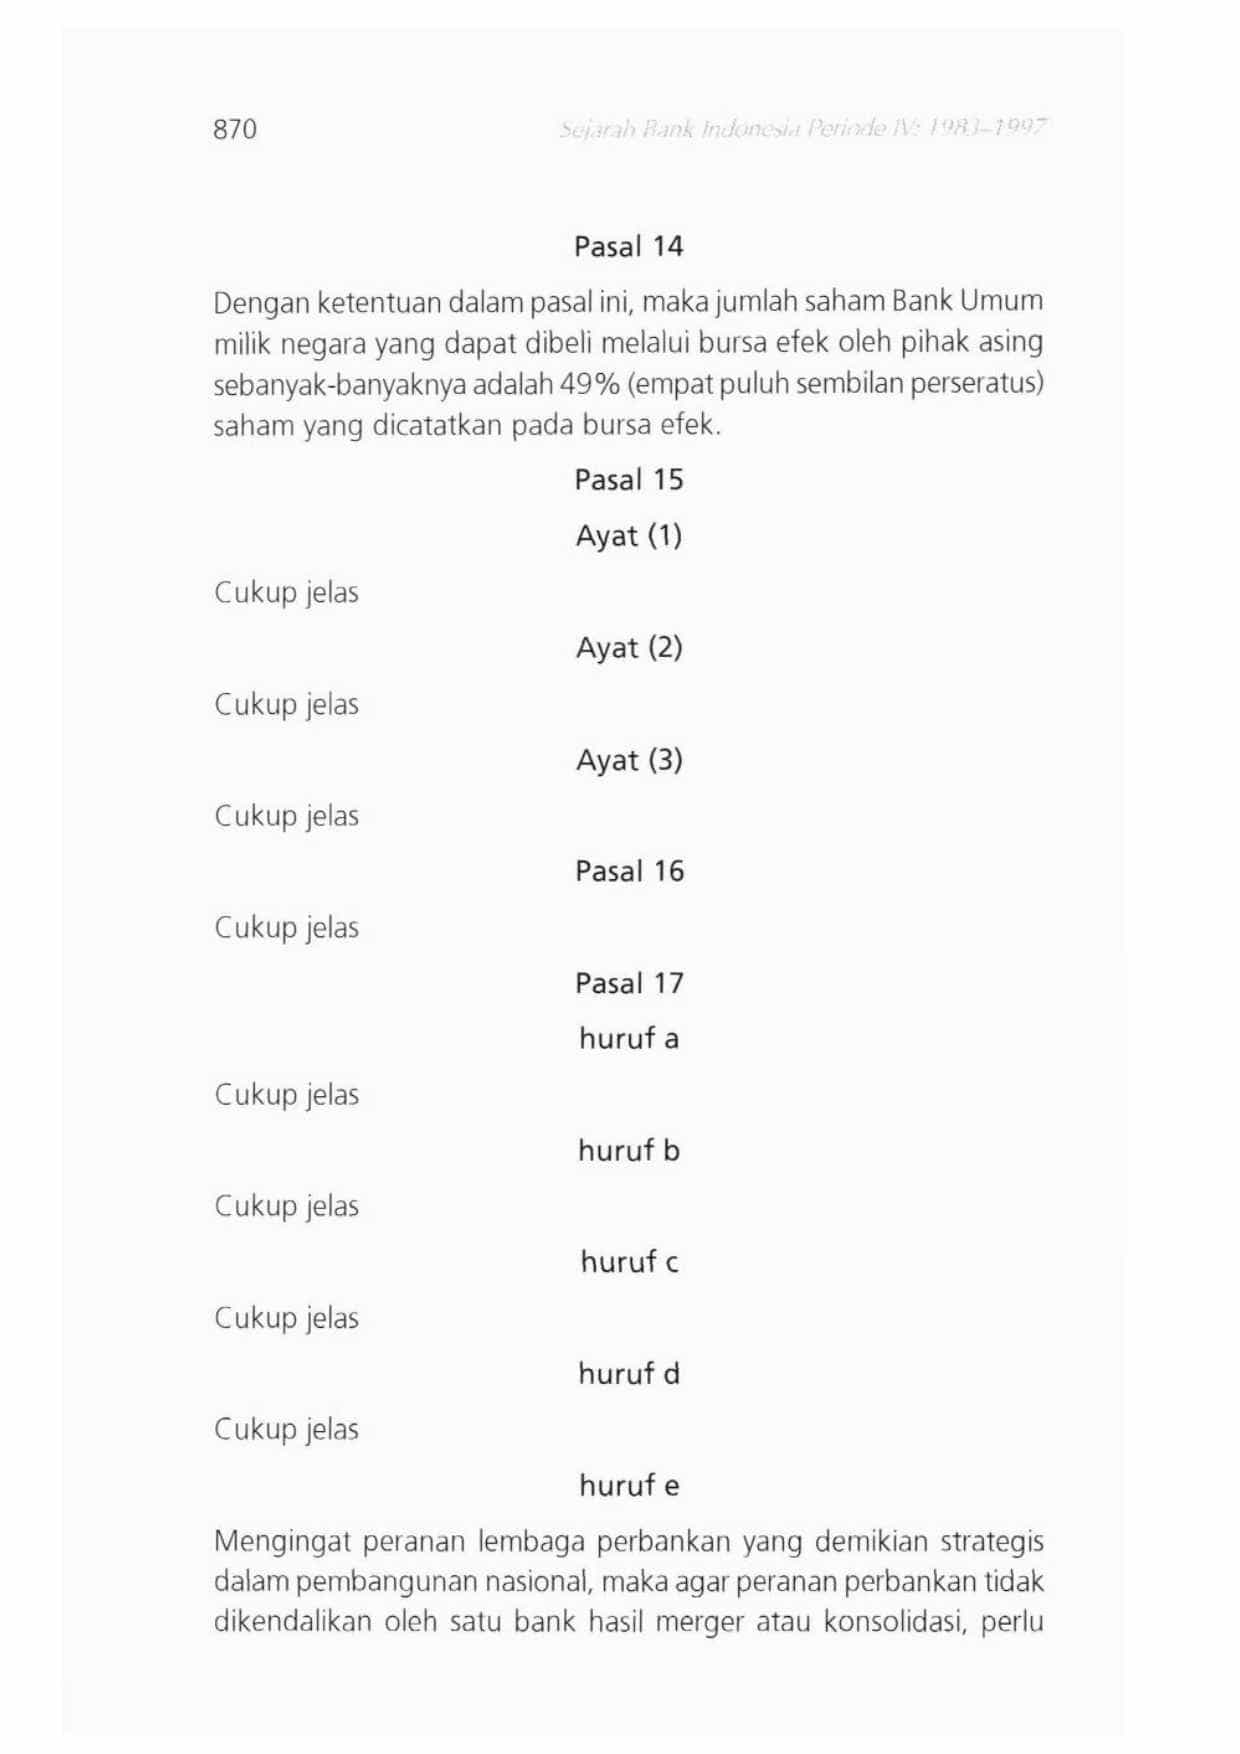 870
Sejarah Bank Indonesia Periode IV: 1983–1997
Pasal 14
Dengan ketentuan dalam pasal ini, maka jumlah saham Bank Umum
milik negara yang dapat dibeli melalui bursa efek oleh pihak asing
sebanyak-banyaknya adalah 49% (empat puluh sembilan perseratus)
saham yang dicatatkan pada bursa efek.
Pasal 15
Ayat (1)
Cukup jelas
Ayat (2)
Cukup jelas
Ayat (3)
Cukup jelas
Pasal 16
Cukup jelas
Pasal 17
huruf a
Cukup jelas
huruf b
Cukup jelas
huruf c
Cukup jelas
huruf d
Cukup jelas
huruf e
Mengingat peranan lembaga perbankan yang demikian strategis
dalam pembangunan nasional, maka agar peranan perbankan tidak
dikendalikan oleh satu bank hasil merger atau konsolidasi, perlu